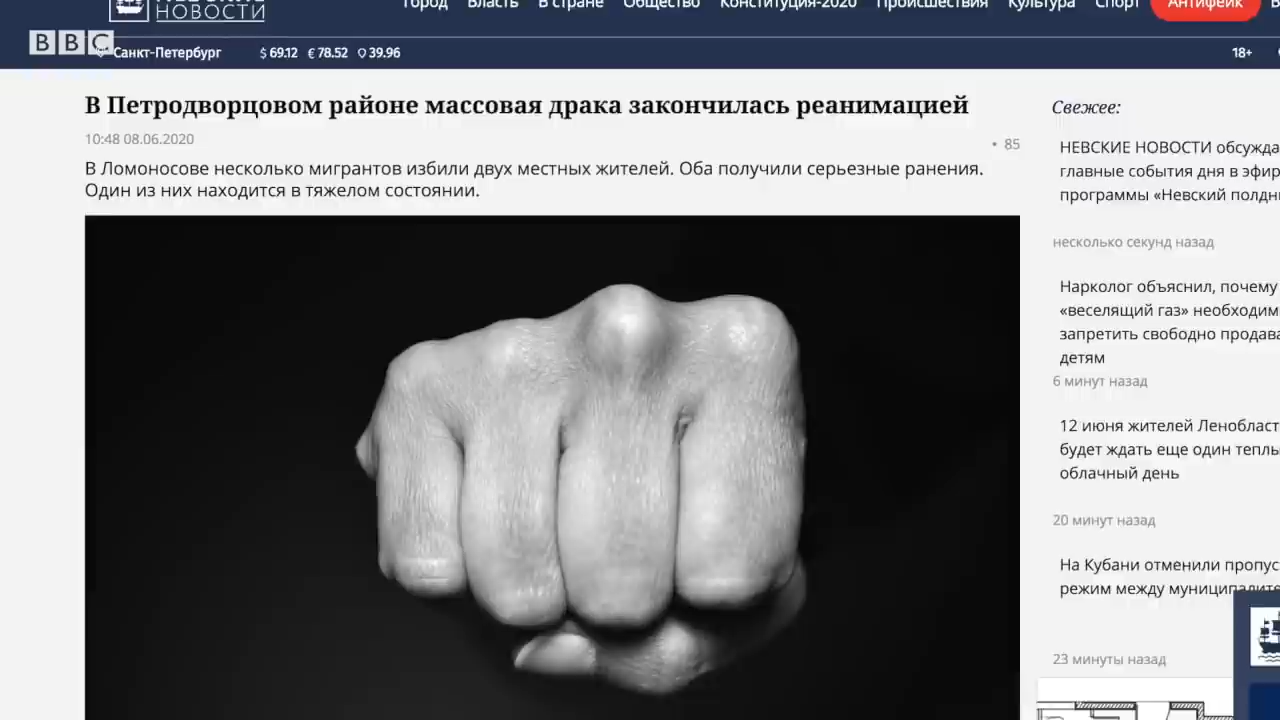 НОВОСТИ
Город Власть В стране Общество Конституция-2020 Происшествия Культура Спорт Антифейк
BBC
Санкт-Петербург $ 69.12 € 78.52 39.96 18+
В Петродворцовом районе массовая драка закончилась реанимацией
10:48 08.06.2020
• 85
В Ломоносове несколько мигрантов избили двух местных жителей. Оба получили серьезные ранения.
Один из них находится в тяжелом состоянии.
Свежее:
НЕВСКИЕ НОВОСТИ обсужда
главные события дня в эфир
программы «Невский полдн
несколько секунд назад
Нарколог объяснил, почему
«веселящий газ» необходим
запретить свободно продава
детям
6 минут назад
12 июня жителей Ленобласт
будет ждать еще один теплы
облачный день
20 минут назад
На Кубани отменили пропус
режим между муниципалите
23 минуты назад